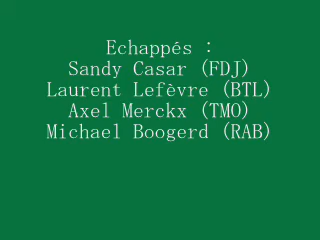 Echappés :
Sandy Casar (FDJ)
Laurent Lefèvre (BTL)
Axel Merckx (TMO)
Michael Boogerd (RAB)